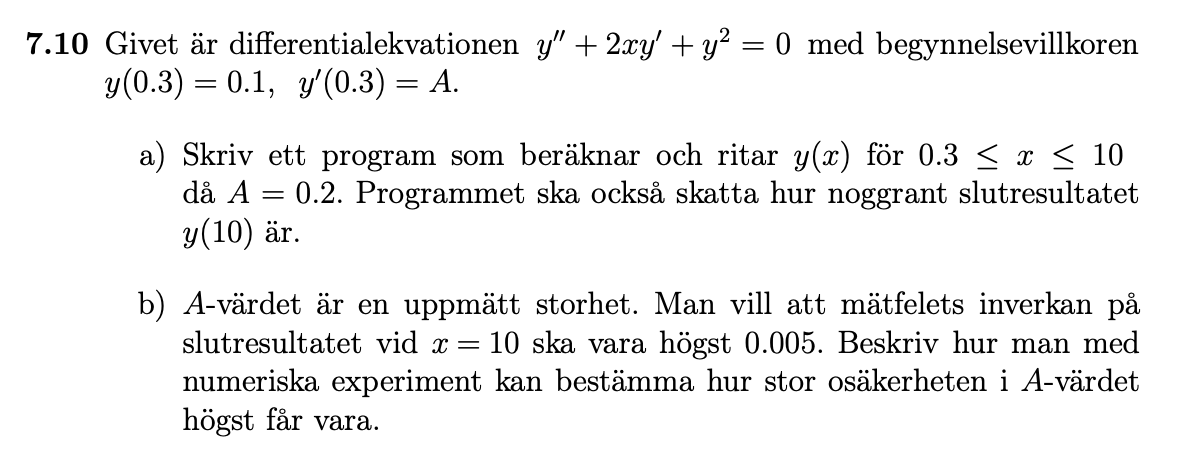 7.10 Givet är differentialekvationen y″ + 2xy′ + y² = 0 med begynnelsevillkoren
y(0.3) = 0.1, y′(0.3) = A.
a) Skriv ett program som beräknar och ritar y(x) för 0.3 ≤ x ≤ 10
då A = 0.2. Programmet ska också skatta hur noggrant slutresultatet
y(10) är.
b) A-värdet är en uppmätt storhet. Man vill att mätfelets inverkan på
slutresultatet vid x = 10 ska vara högst 0.005. Beskriv hur man med
numeriska experiment kan bestämma hur stor osäkerheten i A-värdet
högst får vara.